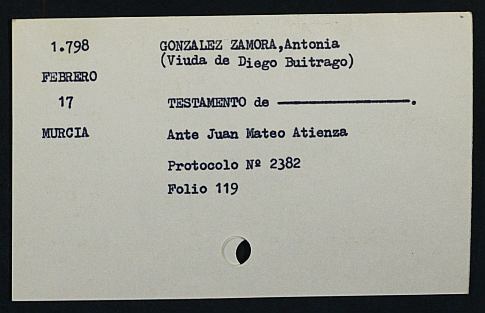 1.798 GONZALEZ ZAMORA,Antonia
(Viuda de Diego Buitrago)
FEBRERO
17 TESTAMENTO de ————————.
MURCIA Ante Juan Mateo Atienza
Protocolo Nº 2382
Folio 119